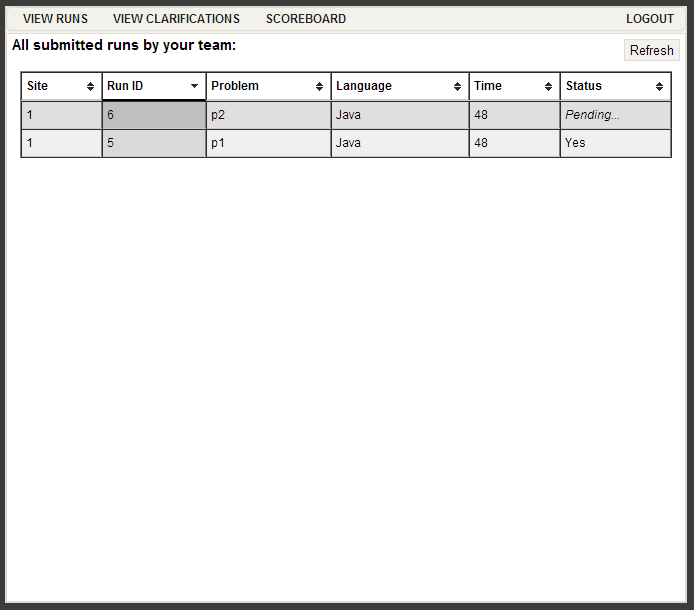 VIEW RUNS VIEW CLARIFICATIONS SCOREBOARD LOGOUT
All submitted runs by your team:
Refresh
Site Run ID Problem Language Time Status
1 6 p2 Java 48 Pending...
1 5 p1 Java 48 Yes